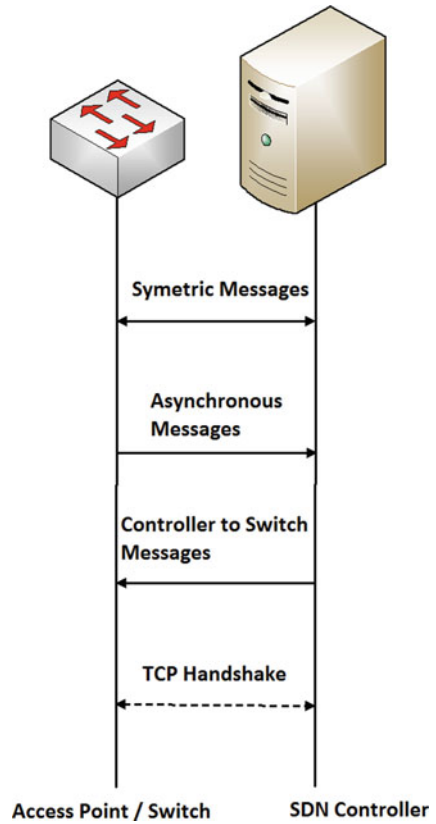 Symetric Messages
Asynchronous
Messages
Controller to Switch
Messages
TCP Handshake
Access Point / Switch
SDN Controller